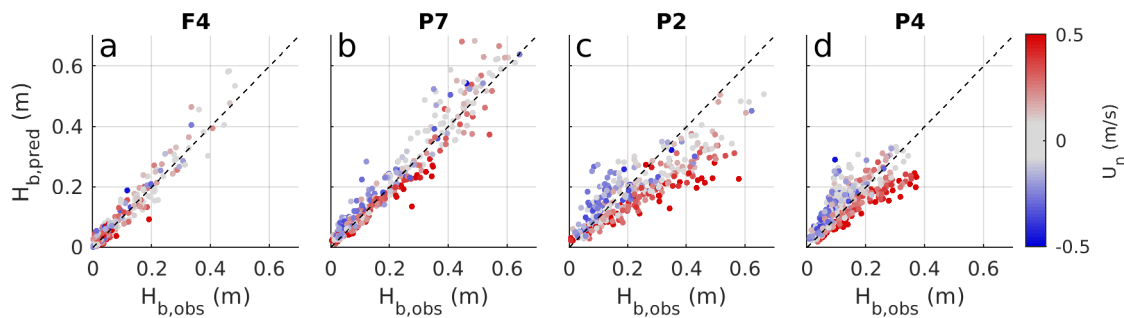 F4 P7 P2 P4
a b c d
H_b,pred (m)
0.6
0.4
0.2
0
0 0.2 0.4 0.6
0 0.2 0.4 0.6
0 0.2 0.4 0.6
0 0.2 0.4 0.6
H_b,obs (m) H_b,obs (m) H_b,obs (m) H_b,obs (m)
0.5
0
-0.5
U_n (m/s)